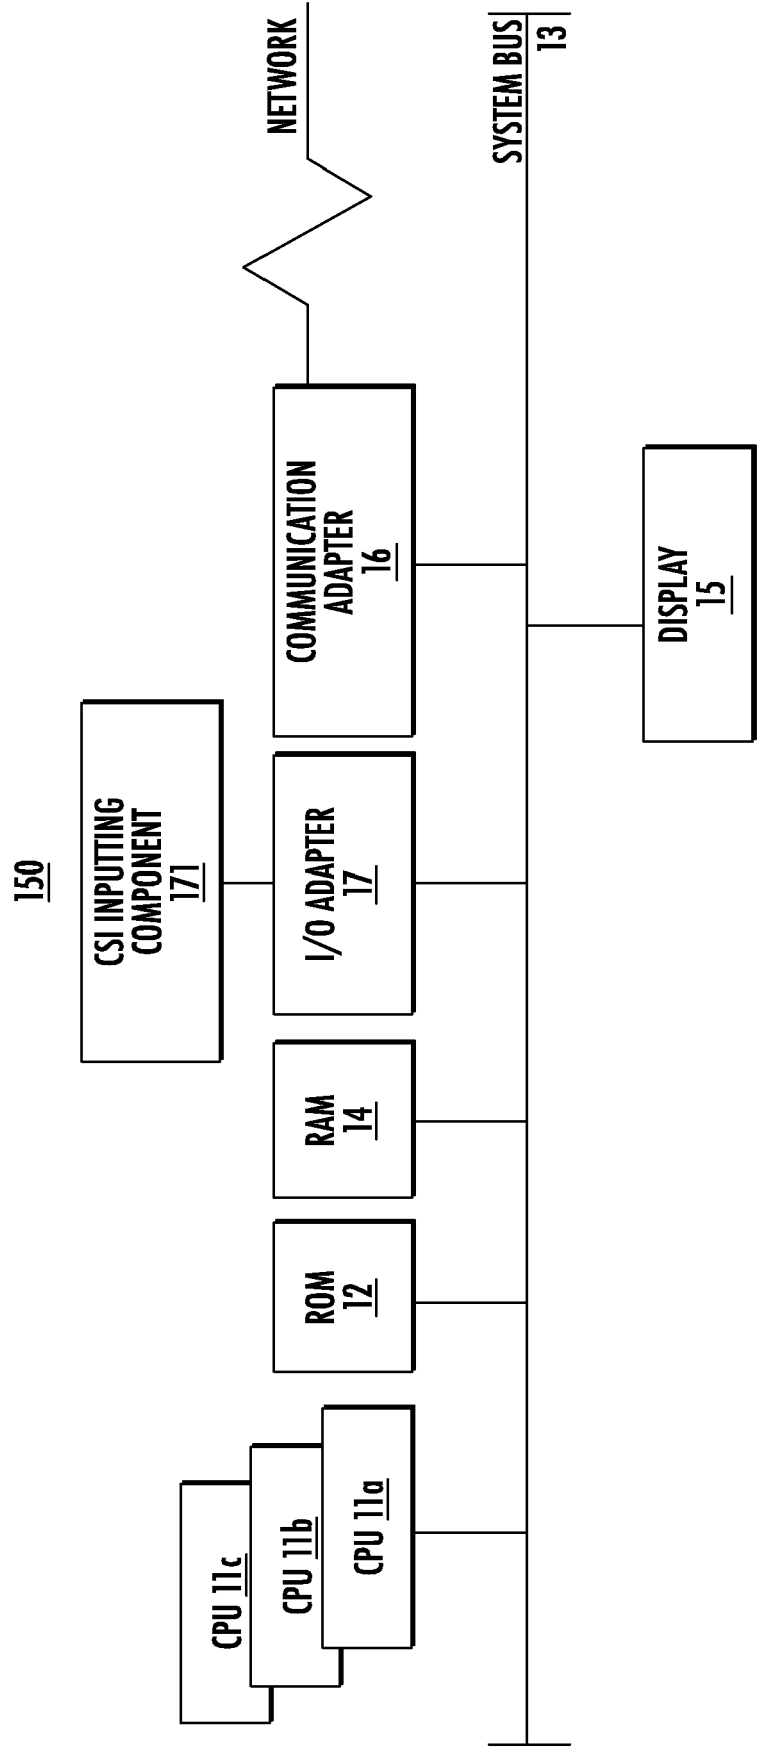 150
CSI INPUTTING
COMPONENT
171
CPU 11c
CPU 11b
CPU 11a
ROM
12
RAM
14
I/O ADAPTER
17
COMMUNICATION
ADAPTER
16
NETWORK
SYSTEM BUS
13
DISPLAY
15